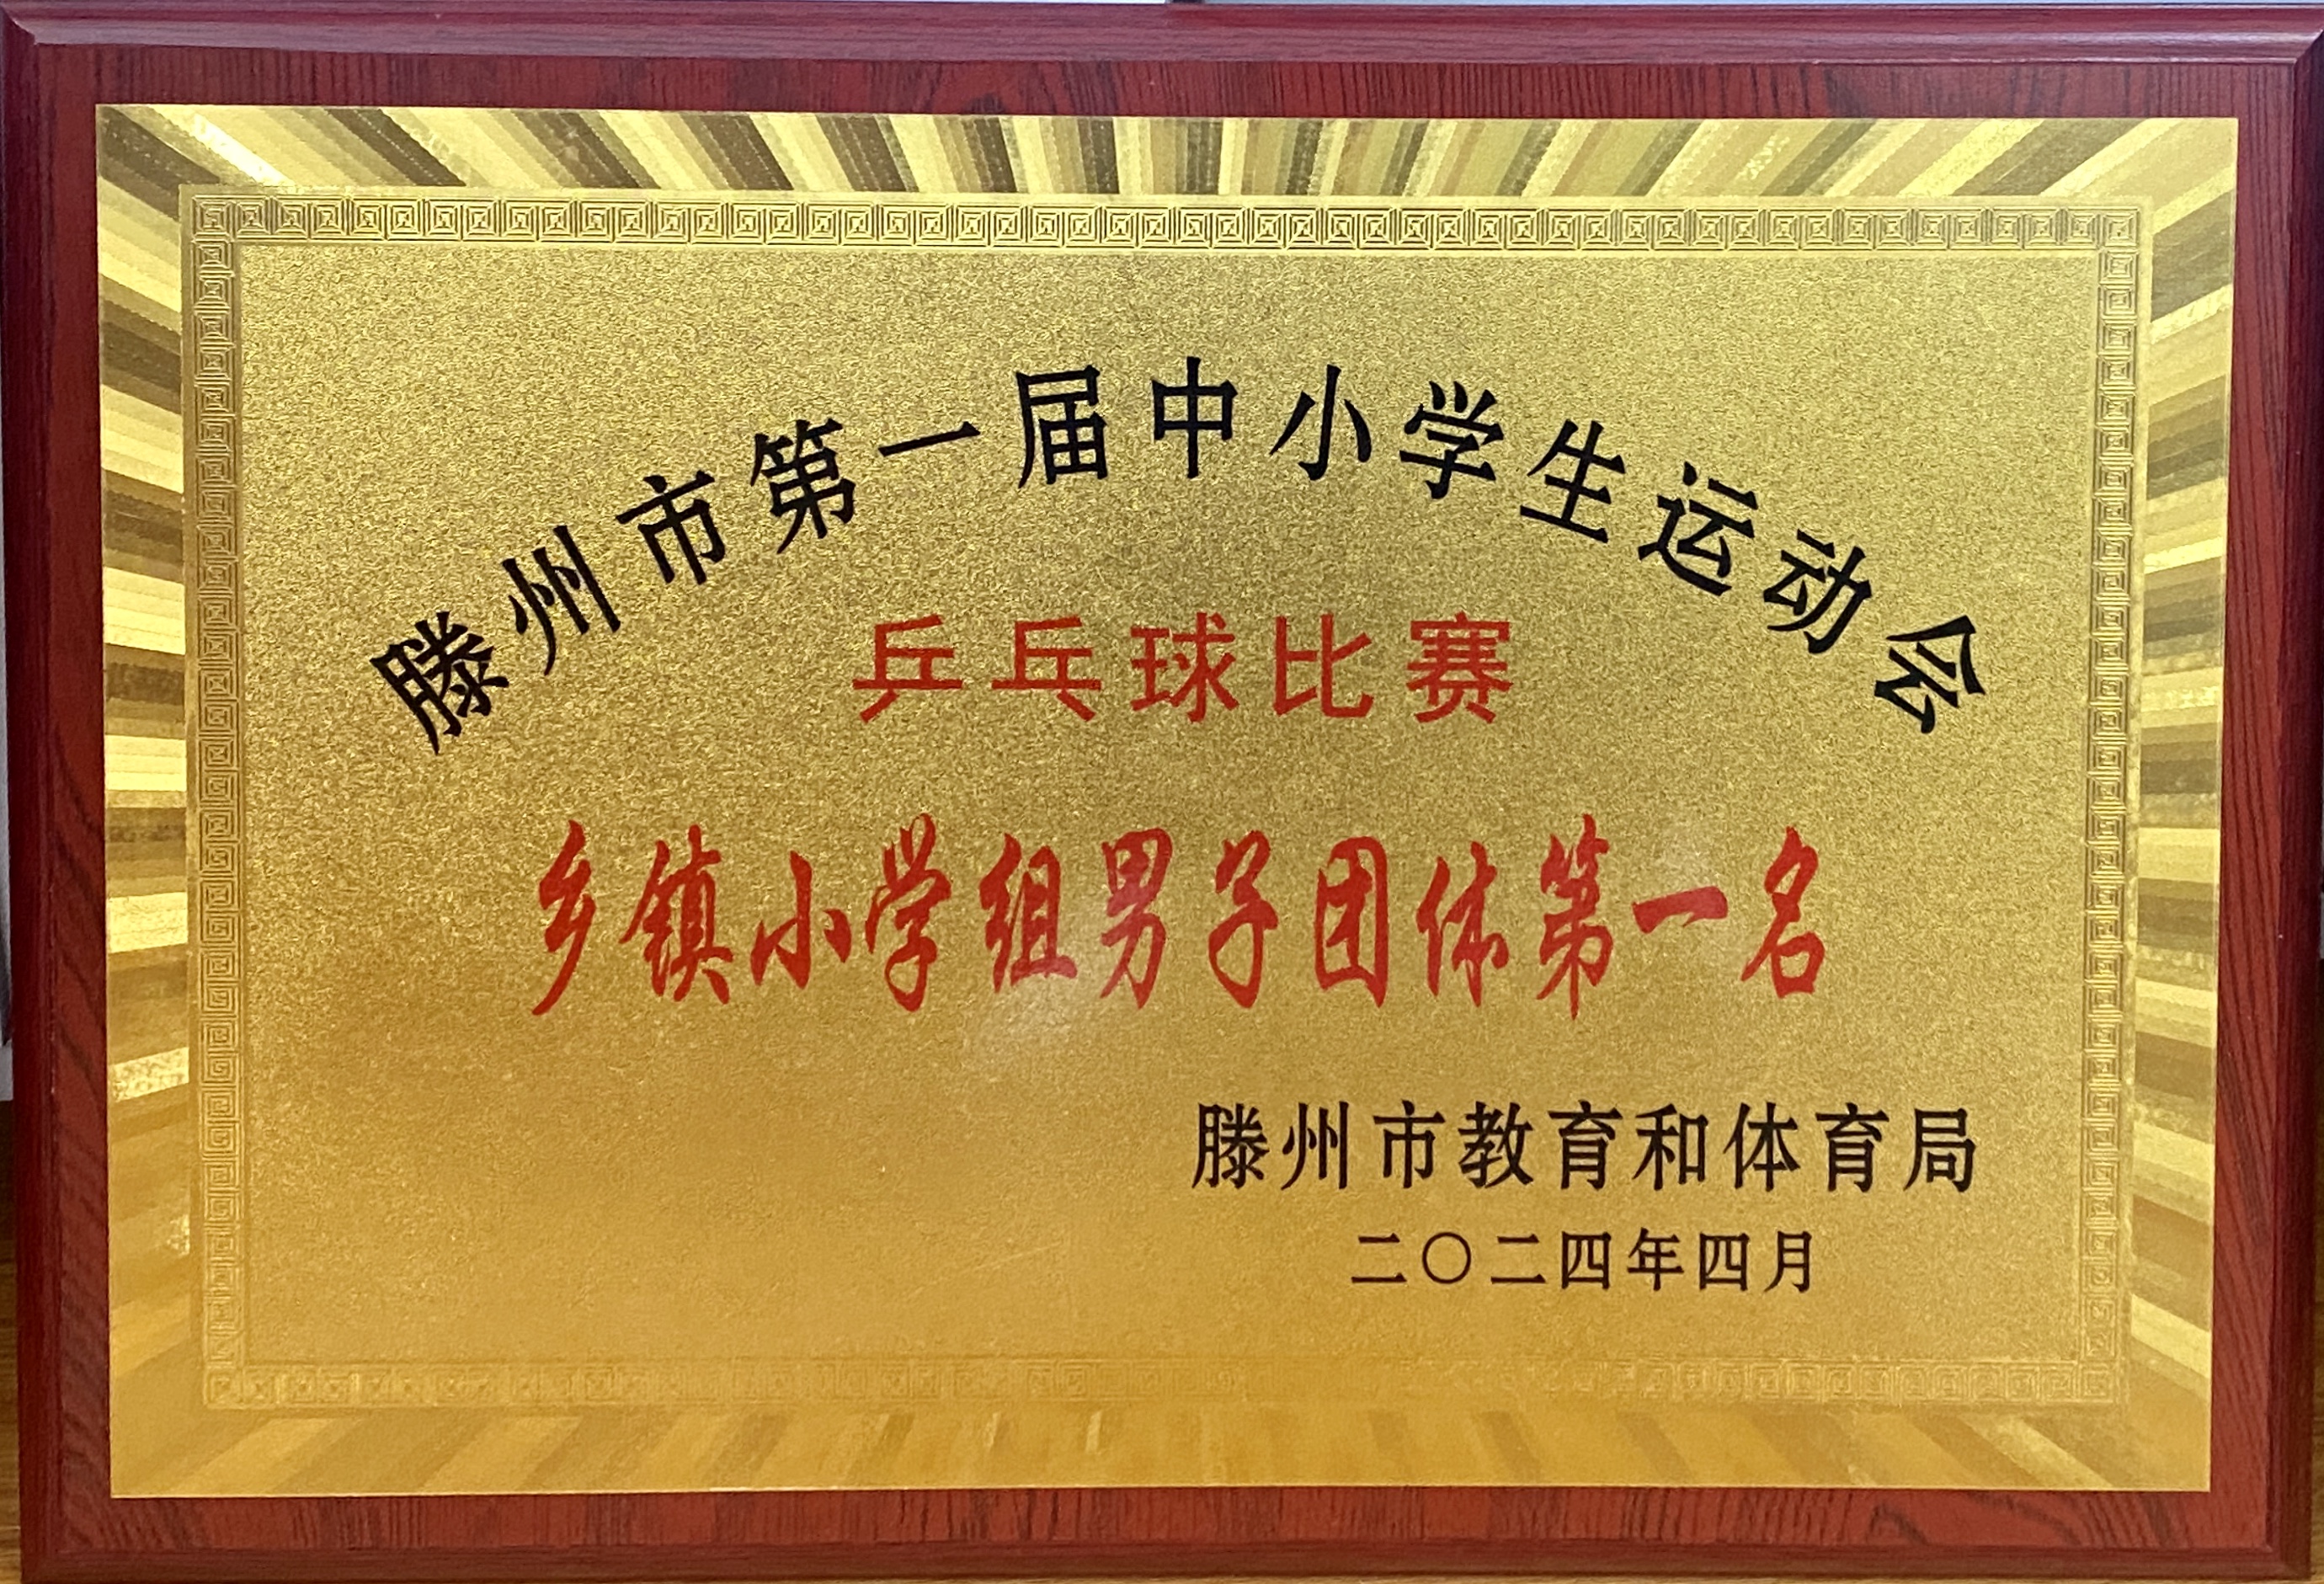 滕州市第一届中小学生运动会
乒乓球比赛
乡镇小学组男子团体第一名
滕州市教育和体育局
二〇二四年四月